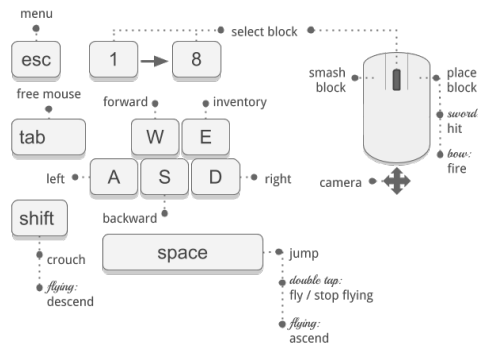 menu
esc
1
8
select block
smash
block
place
block
sword
hit
bow:
fire
camera
free mouse
tab
forward
inventory
W
E
left
A
S
D
right
backward
shift
crouch
flying:
descend
space
jump
double tap:
fly / stop flying
flying:
ascend